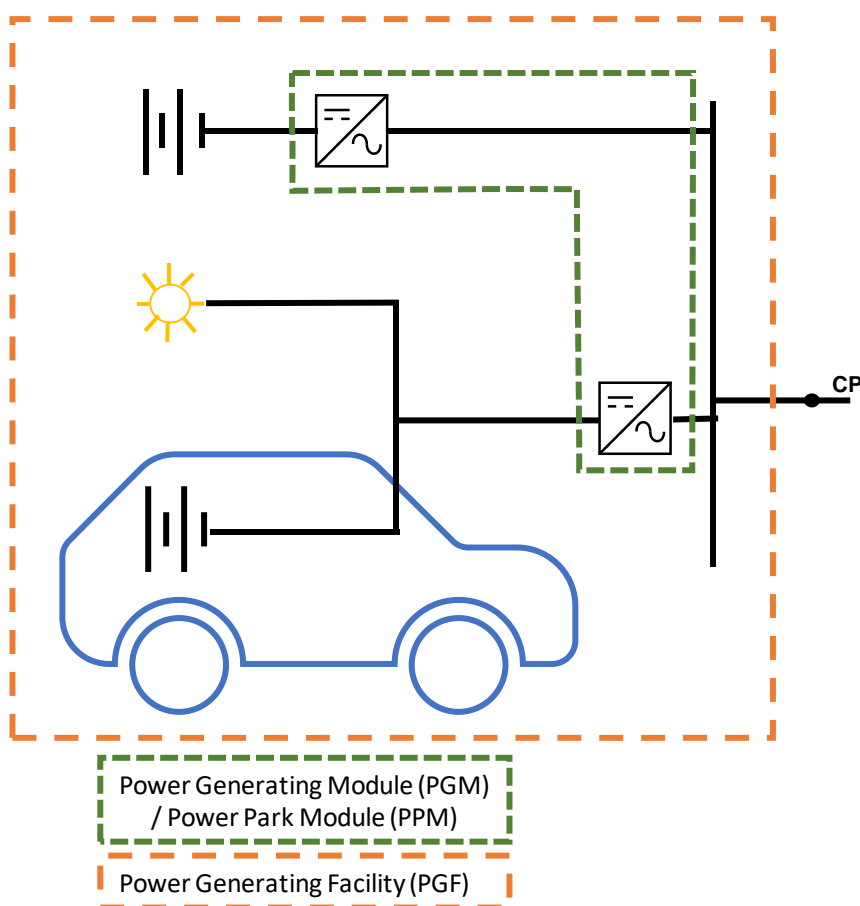 CP
Power Generating Module (PGM)
/ Power Park Module (PPM)
Power Generating Facility (PGF)